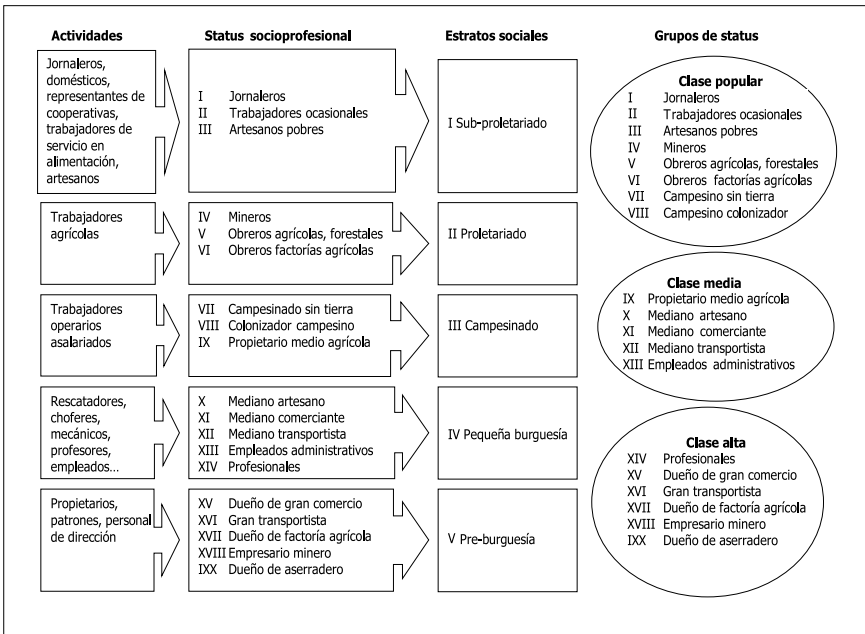 Actividades
Status socioprofesional
Estratos sociales
Grupos de status
Jornaleros,
domésticos,
representantes de
cooperativas,
trabajadores de
servicio en
alimentación,
artesanos
I Jornaleros
II Trabajadores ocasionales
III Artesanos pobres
I Sub-proletariado
Trabajadores
agrícolas
IV Mineros
V Obreros agrícolas, forestales
VI Obreros factorías agrícolas
II Proletariado
Trabajadores
operarios
asalariados
VII Campesinado sin tierra
VIII Colonizador campesino
IX Propietario medio agrícola
III Campesinado
Rescatadores,
choferes,
mecánicos,
profesores,
empleados...
X Mediano artesano
XI Mediano comerciante
XII Mediano transportista
XIII Empleados administrativos
XIV Profesionales
IV Pequeña burguesía
Propietarios,
patrones, personal
de dirección
XV Dueño de gran comercio
XVI Gran transportista
XVII Dueño de factoría agrícola
XVIII Empresario minero
IXX Dueño de aserradero
V Pre-burguesía
Clase popular
I Jornaleros
II Trabajadores ocasionales
III Artesanos pobres
IV Mineros
V Obreros agrícolas, forestales
VI Obreros factorías agrícolas
VII Campesino sin tierra
VIII Campesino colonizador
Clase media
IX Propietario medio agrícola
X Mediano artesano
XI Mediano comerciante
XII Mediano transportista
XIII Empleados administrativos
Clase alta
XIV Profesionales
XV Dueño de gran comercio
XVI Gran transportista
XVII Dueño de factoría agrícola
XVIII Empresario minero
IXX Dueño de aserradero